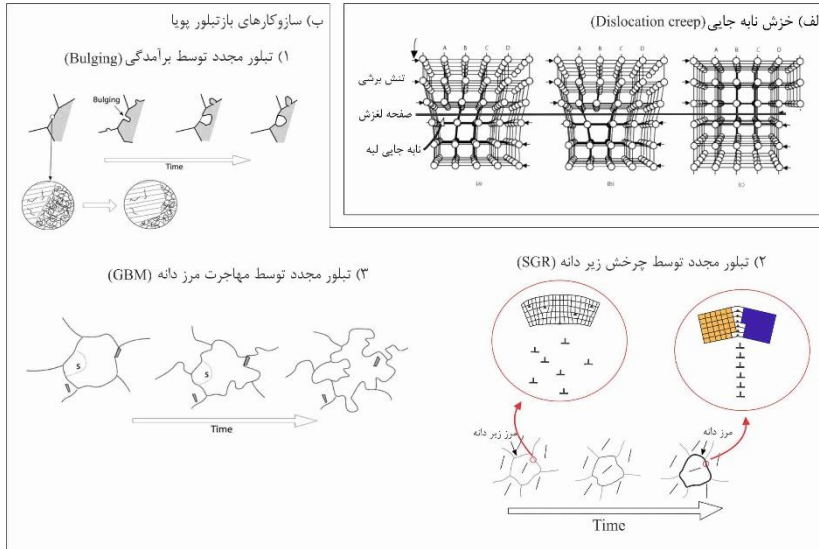 الف) خزش نابه جایی (Dislocation creep)
A B C D
A B C D
A B C D
تنش برشی
صفحه لغزش
نابه جایی لبه
(a)
(b)
(c)
ب) سازوکارهای بازتبلور پویا
۱) تبلور مجدد توسط برآمدگی (Bulging)
Bulging
Time
۲) تبلور مجدد توسط چرخش زیر دانه (SGR)
مرز زیر دانه
مرز دانه
Time
۳) تبلور مجدد توسط مهاجرت مرز دانه (GBM)
S
S
Time